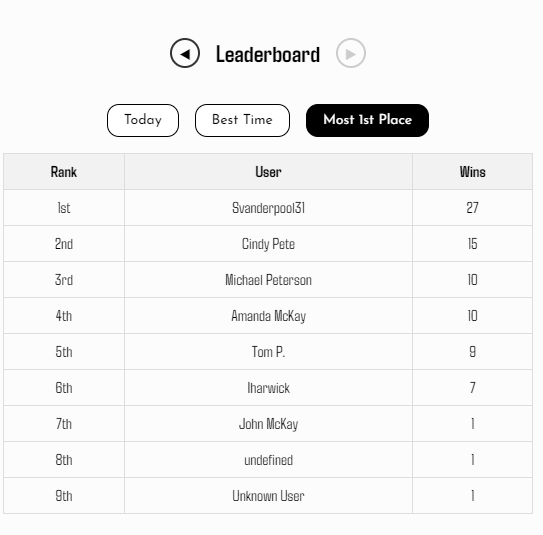 Leaderboard
Today Best Time Most 1st Place
Rank User Wins
1st Svanderpool31 27
2nd Cindy Pete 15
3rd Michael Peterson 10
4th Amanda McKay 10
5th Tom P. 9
6th lharwick 7
7th John McKay 1
8th undefined 1
9th Unknown User 1